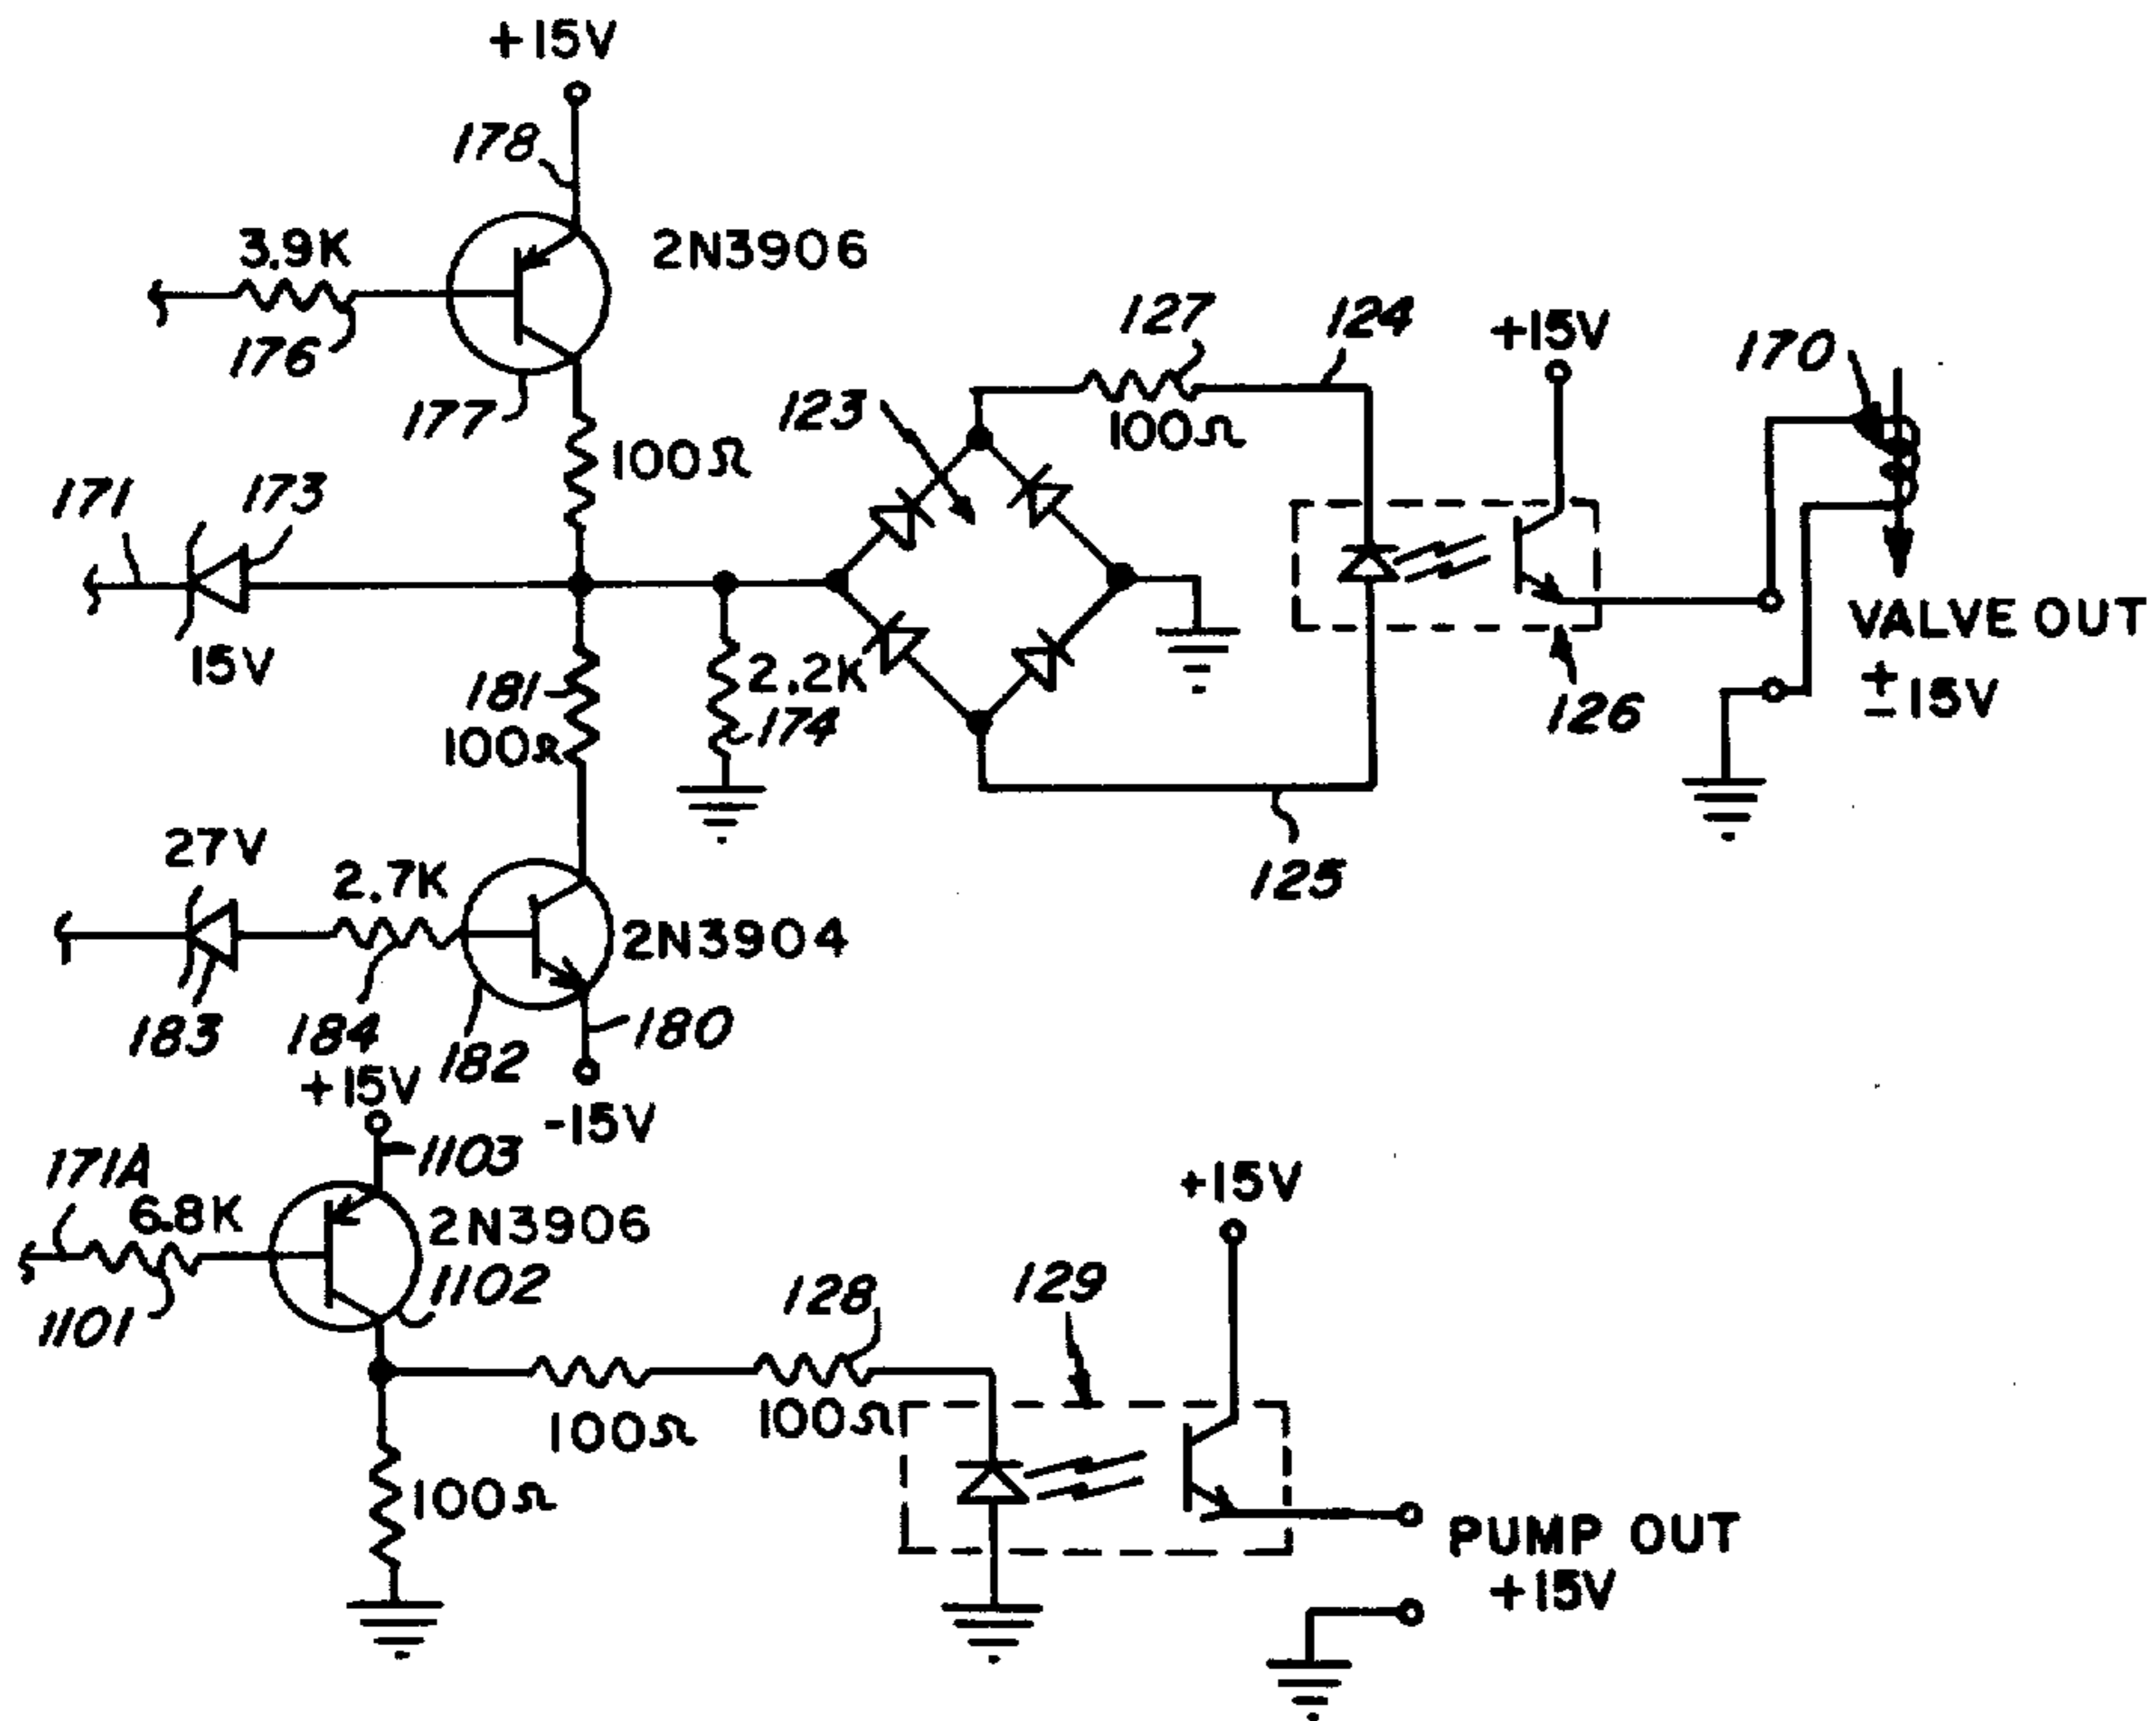 +15V
178
3.9K
2N3906
176
177
100Ω
127
124
+15V
170
123
100Ω
171
173
15V
181
100Ω
2.2K
174
126
VALVE OUT
±15V
125
27V
2.7K
2N3904
183
184
182
180
-15V
+15V
1103
171A
6.8K
2N3906
1102
1101
128
129
+15V
100Ω
100Ω
100Ω
PUMP OUT
+15V